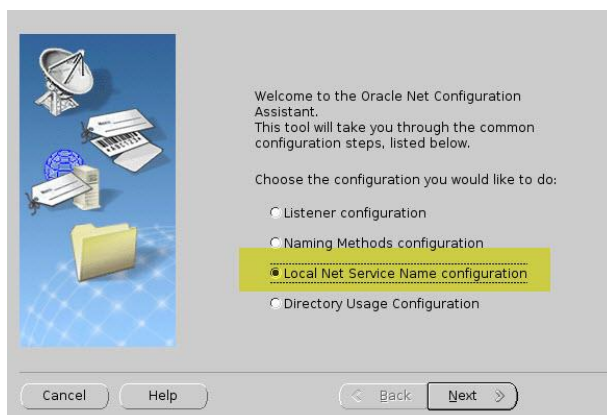 Welcome to the Oracle Net Configuration
Assistant.
This tool will take you through the common
configuration steps, listed below.
Choose the configuration you would like to do:
Listener configuration
Naming Methods configuration
Local Net Service Name configuration
Directory Usage Configuration
Cancel
Help
Back
Next